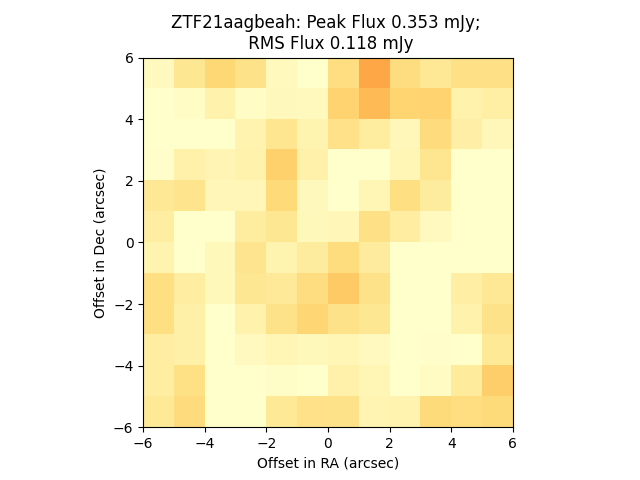 ZTF21aagbeah: Peak Flux 0.353 mJy;
RMS Flux 0.118 mJy
6
4
2
0
−2
−4
−6
Offset in Dec (arcsec)
−6 −4 −2 0 2 4 6
Offset in RA (arcsec)